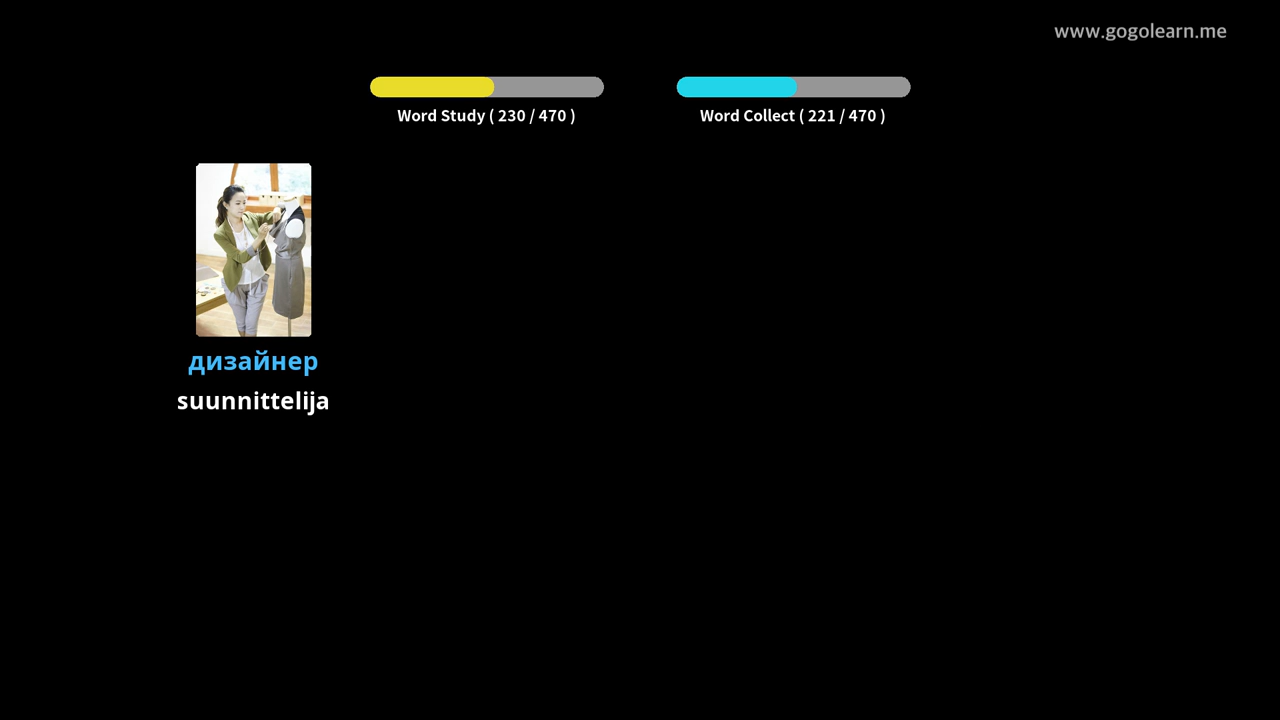 www.gogolearn.me
Word Study ( 230 / 470 )
Word Collect ( 221 / 470 )
дизайнер
suunnittelija